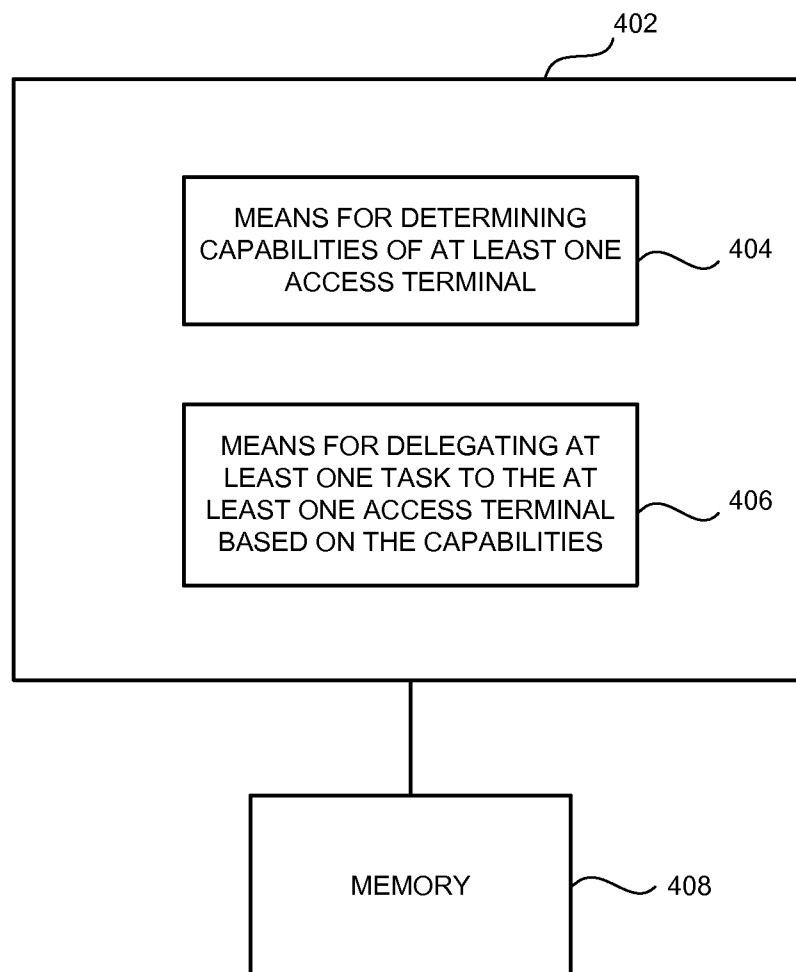 402
MEANS FOR DETERMINING
CAPABILITIES OF AT LEAST ONE
ACCESS TERMINAL
404
MEANS FOR DELEGATING AT
LEAST ONE TASK TO THE AT
LEAST ONE ACCESS TERMINAL
BASED ON THE CAPABILITIES
406
MEMORY
408